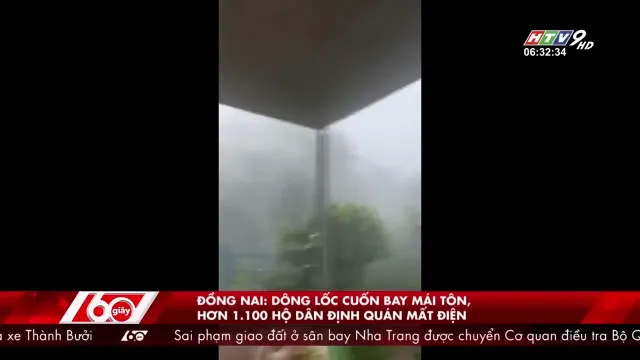 HTV9 HD
06:32:34
60 giây
ĐỒNG NAI: DÔNG LỐC CUỐN BAY MÁI TÔN,
HƠN 1.100 HỘ DÂN ĐỊNH QUÁN MẤT ĐIỆN
a xe Thành Bưởi
60
Sai phạm giao đất ở sân bay Nha Trang được chuyển Cơ quan điều tra Bộ Q